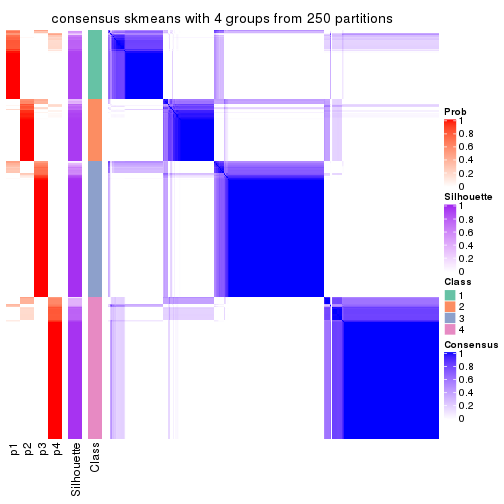 consensus skmeans with 4 groups from 250 partitions
Prob
1
0.8
0.6
0.4
0.2
0
Silhouette
1
0.8
0.6
0.4
0.2
0
Class
1
2
3
4
Consensus
1
0.8
0.6
0.4
0.2
0
p1
p2
p3
p4
Silhouette
Class